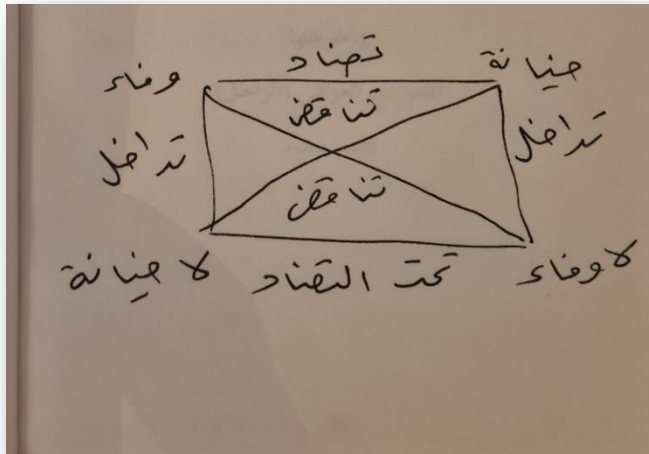 خيانة تضاد وفاء
تناقض
تداخل تداخل
تناقض
لا وفاء تحت التضاد لا خيانة